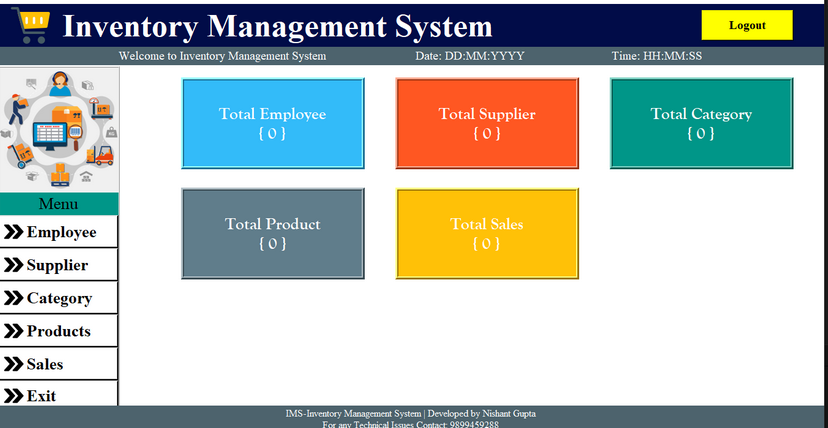 Inventory Management System
Logout
Welcome to Inventory Management System Date: DD:MM:YYYY Time: HH:MM:SS
Total Employee
{ 0 }
Total Supplier
{ 0 }
Total Category
{ 0 }
Total Product
{ 0 }
Total Sales
{ 0 }
Menu
Employee
Supplier
Category
Products
Sales
Exit
IMS-Inventory Management System | Developed by Nishant Gupta
For any Technical Issues Contact: 9899459288